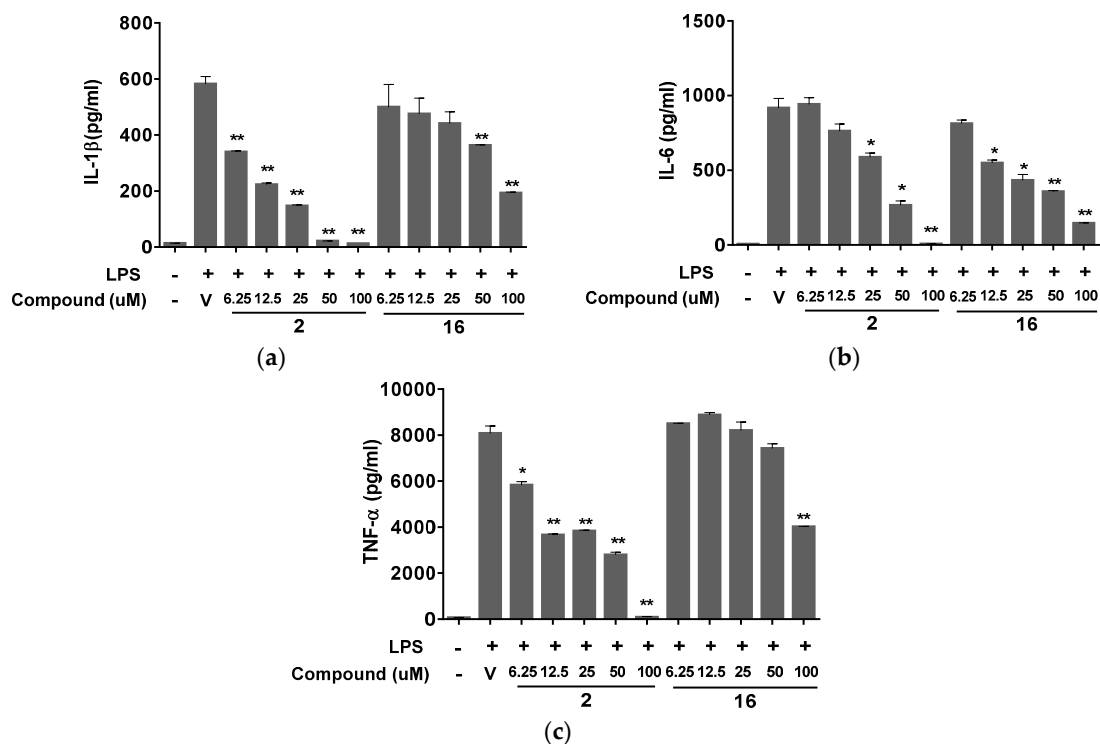 800
600
400
200
0
IL-1β(pg/ml)
** ** ** ** ** ** **
LPS - + + + + + + + + + + +
Compound (uM) - V 6.25 12.5 25 50 100 6.25 12.5 25 50 100
2 16
(a)
1500
1000
500
0
IL-6 (pg/ml)
* * ** * * ** **
LPS - + + + + + + + + + + +
Compound (uM) - V 6.25 12.5 25 50 100 6.25 12.5 25 50 100
2 16
(b)
10000
8000
6000
4000
2000
0
TNF-α (pg/ml)
* ** ** ** ** **
LPS - + + + + + + + + + + +
Compound (uM) - V 6.25 12.5 25 50 100 6.25 12.5 25 50 100
2 16
(c)